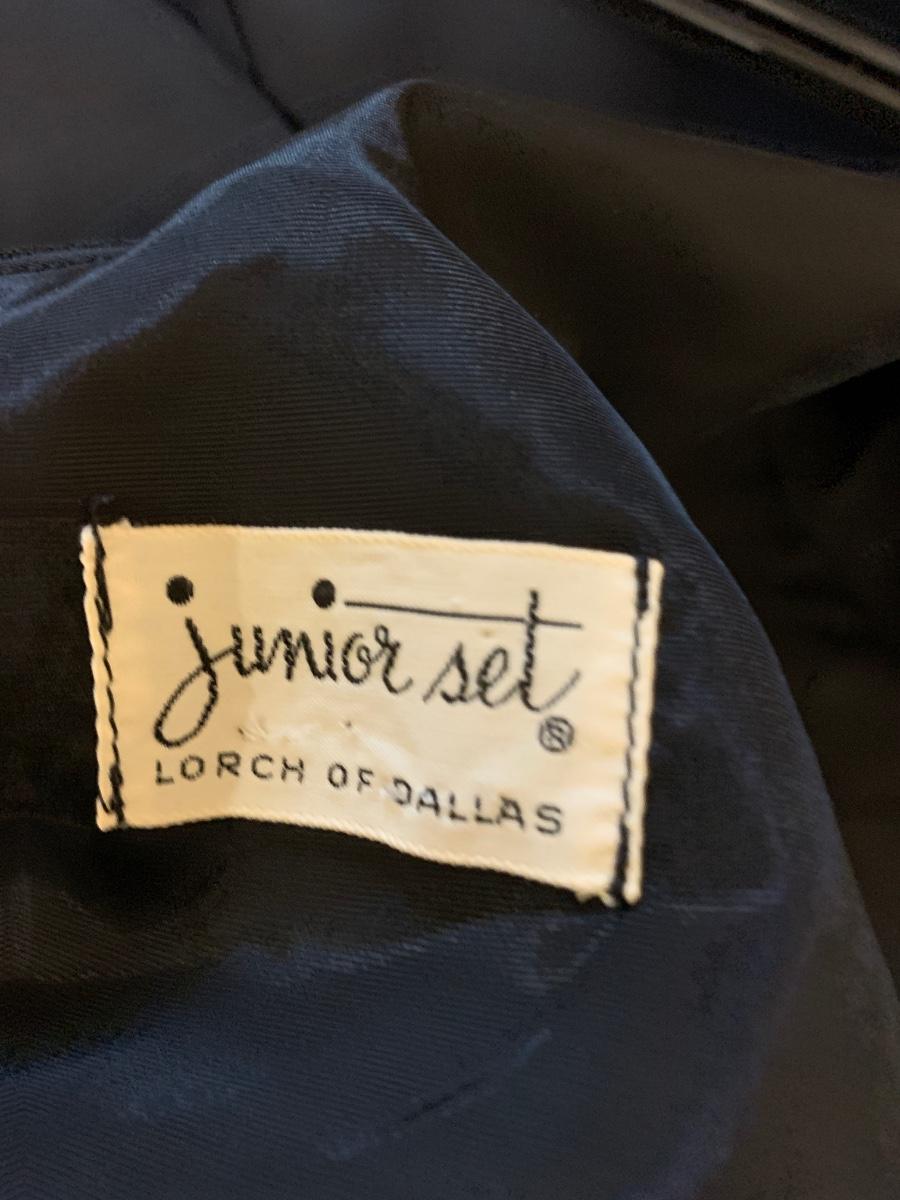 junior set
®
LORCH OF DALLAS